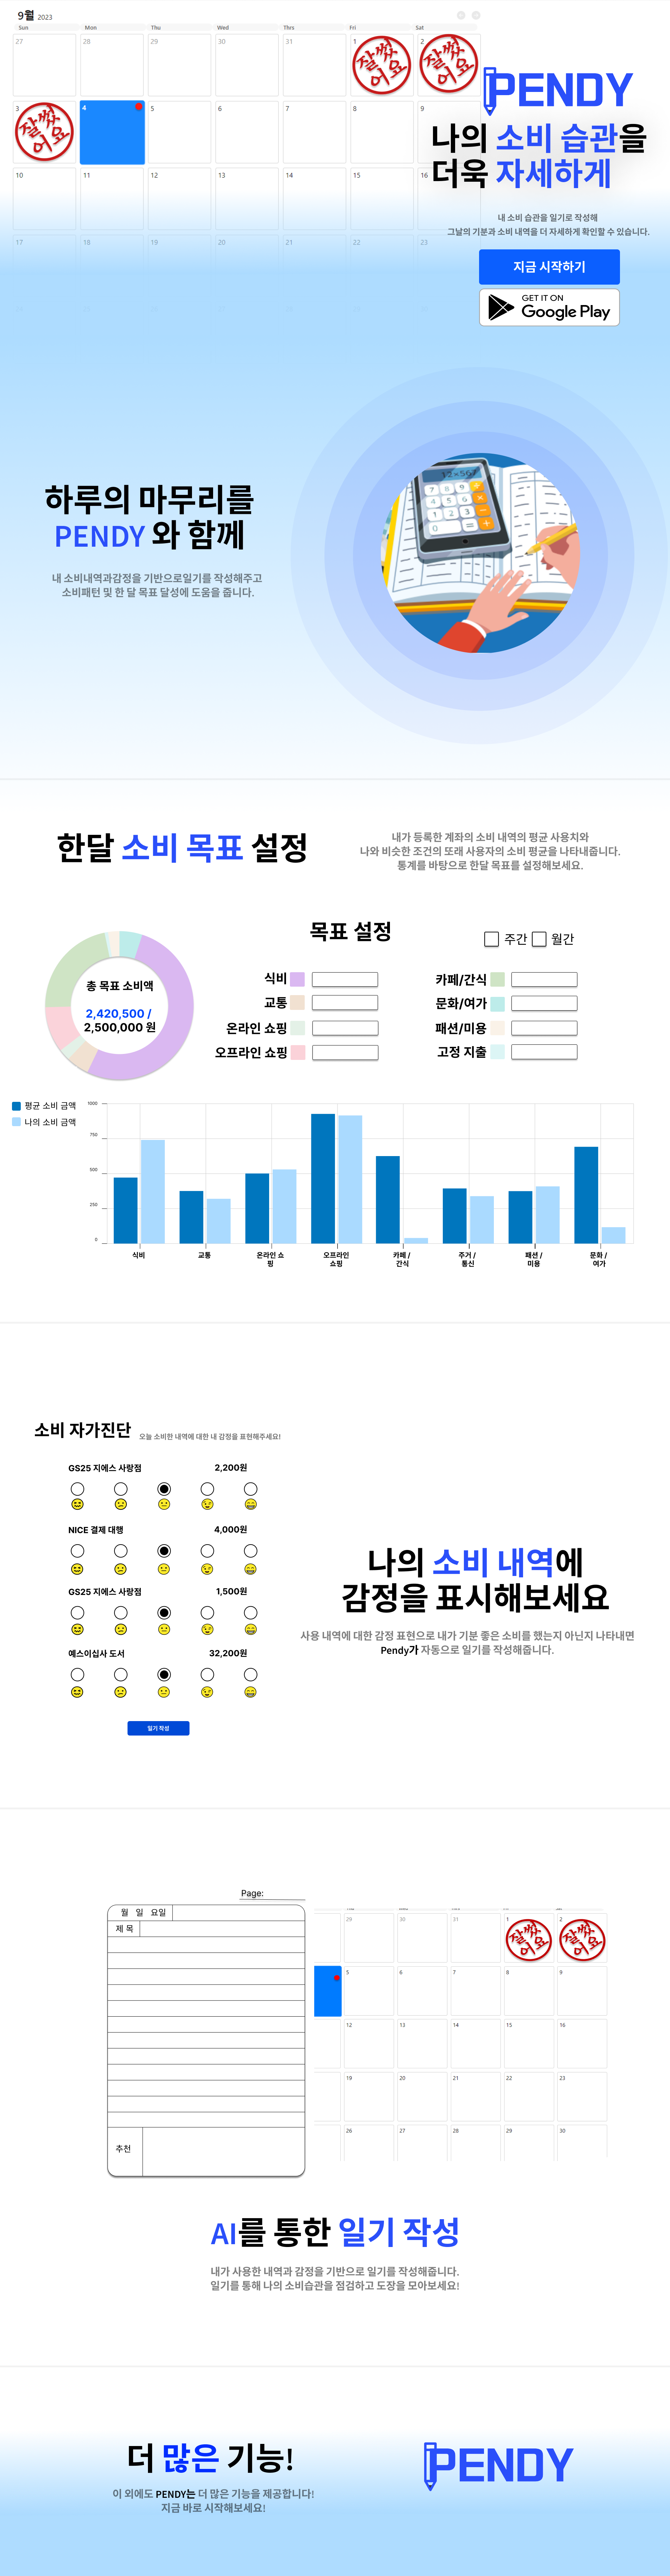 9월 2023
Sun Mon Thu Wed Thrs Fri Sat
27 28 29 30 31 1 2
잘썼어요
잘썼어요
3 4 5 6 7 8 9
잘썼어요
10 11 12 13 14 15 16
17 18 19 20 21 22 23
PENDY
나의 소비 습관을
더욱 자세하게
내 소비 습관을 일기로 작성해
그날의 기분과 소비 내역을 더 자세하게 확인할 수 있습니다.
지금 시작하기
GET IT ON
Google Play
하루의 마무리를
PENDY 와 함께
내 소비내역과감정을 기반으로일기를 작성해주고
소비패턴 및 한 달 목표 달성에 도움을 줍니다.
12=567
한달 소비 목표 설정
내가 등록한 계좌의 소비 내역의 평균 사용치와
나와 비슷한 조건의 또래 사용자의 소비 평균을 나타내줍니다.
통계를 바탕으로 한달 목표를 설정해보세요.
목표 설정
주간 월간
총 목표 소비액
2,420,500 /
2,500,000 원
식비
교통
온라인 쇼핑
오프라인 쇼핑
카페/간식
문화/여가
패션/미용
고정 지출
평균 소비 금액
나의 소비 금액
1000
750
500
250
0
식비
교통
온라인 쇼
핑
오프라인
쇼핑
카페 /
간식
주거 /
통신
패션 /
미용
문화 /
여가
소비 자가진단 오늘 소비한 내역에 대한 내 감정을 표현해주세요!
GS25 지에스 사랑점 2,200원
NICE 결제 대행 4,000원
GS25 지에스 사랑점 1,500원
예스이십사 도서 32,200원
일기 작성
나의 소비 내역에
감정을 표시해보세요
사용 내역에 대한 감정 표현으로 내가 기분 좋은 소비를 했는지 아닌지 나타내면
Pendy가 자동으로 일기를 작성해줍니다.
Page:
월 일 요일
제 목
추천
29 30 31 1 2
잘썼어요
잘썼어요
5 6 7 8 9
12 13 14 15 16
19 20 21 22 23
26 27 28 29 30
AI를 통한 일기 작성
내가 사용한 내역과 감정을 기반으로 일기를 작성해줍니다.
일기를 통해 나의 소비습관을 점검하고 도장을 모아보세요!
더 많은 기능!
이 외에도 PENDY는 더 많은 기능을 제공합니다!
지금 바로 시작해보세요!
PENDY